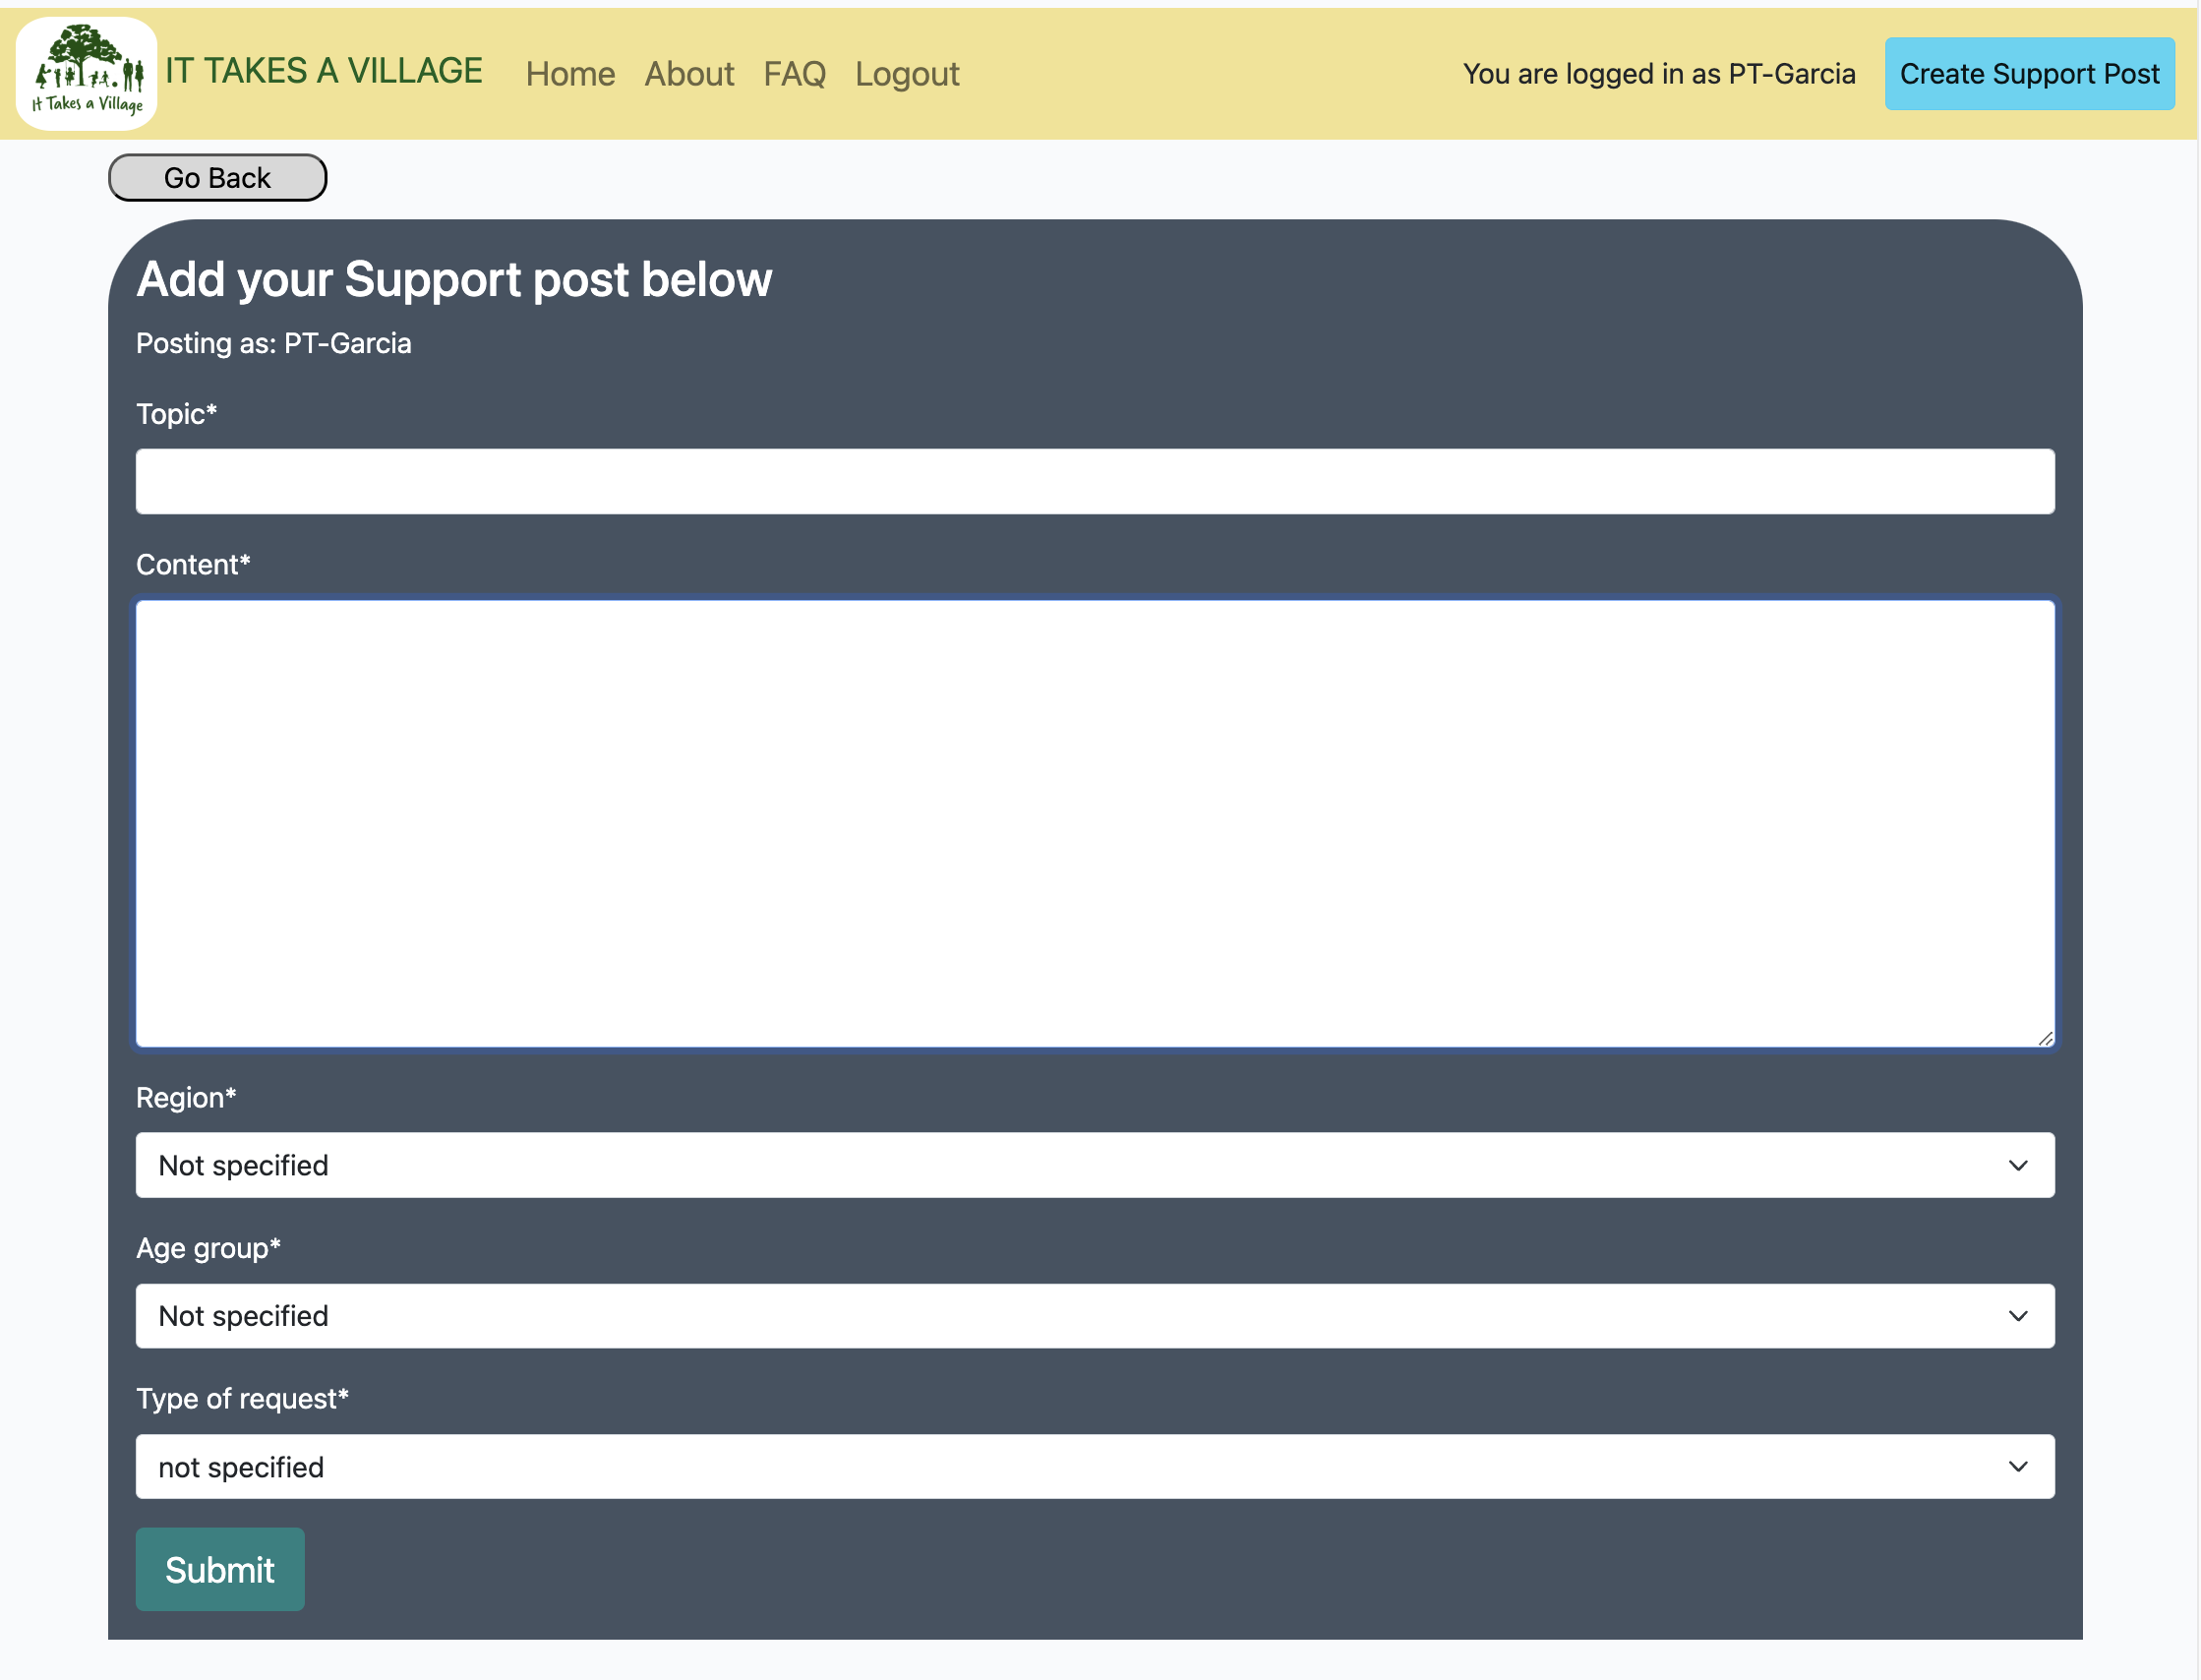 It Takes a Village
IT TAKES A VILLAGE
Home About FAQ Logout
You are logged in as PT-Garcia
Create Support Post
Go Back
Add your Support post below
Posting as: PT-Garcia
Topic*
Content*
Region*
Not specified
Age group*
Not specified
Type of request*
not specified
Submit